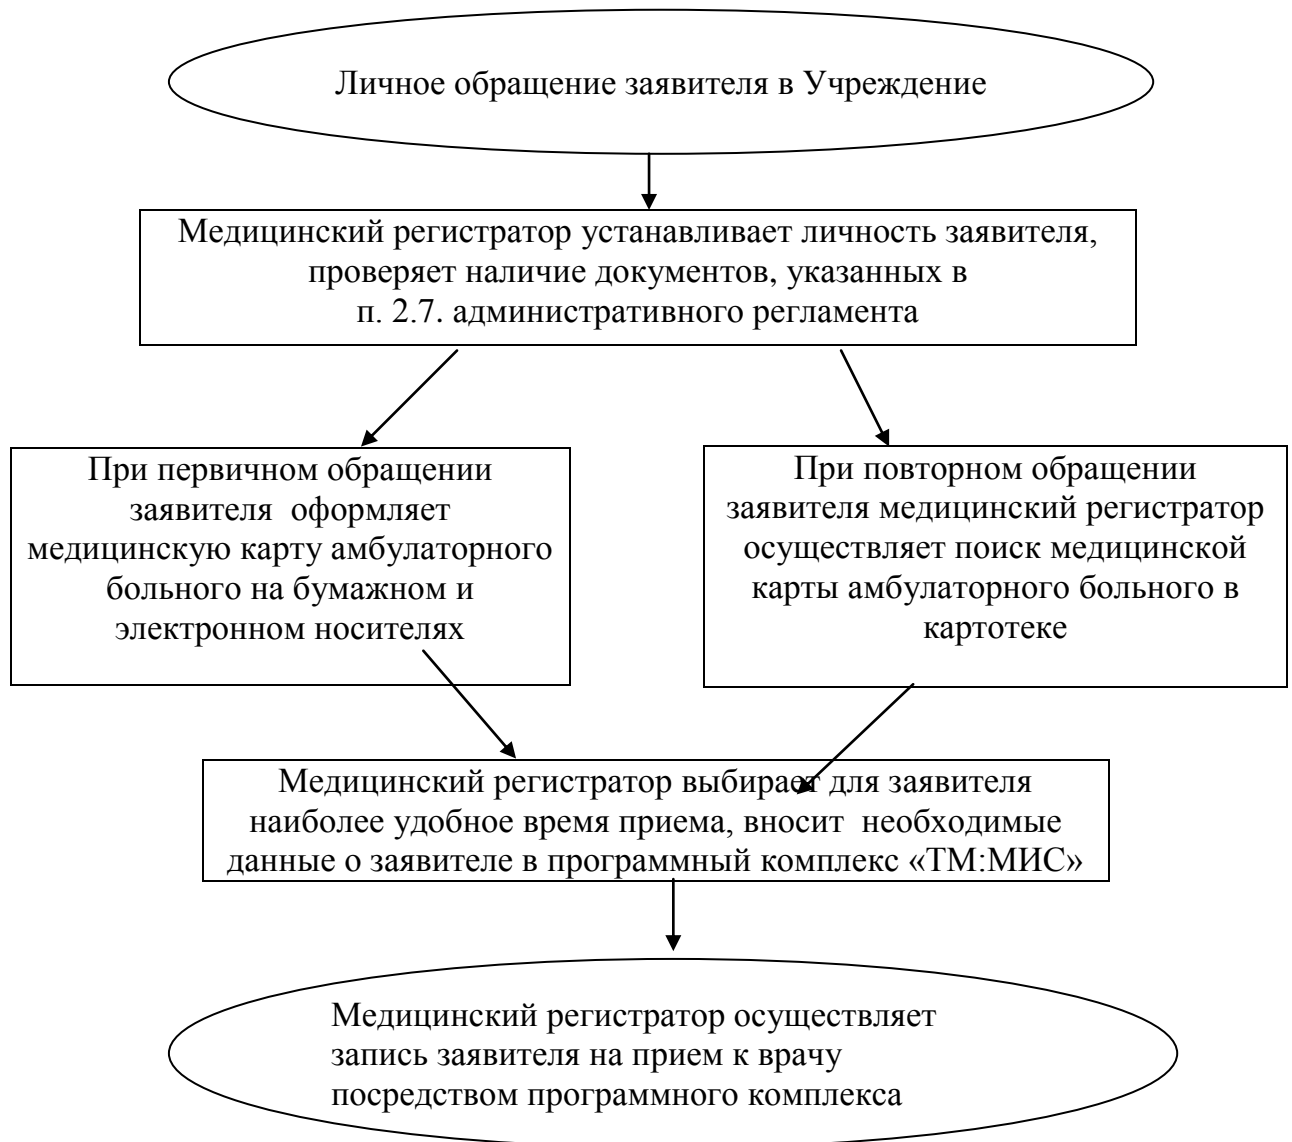 Личное обращение заявителя в Учреждение
Медицинский регистратор устанавливает личность заявителя,
проверяет наличие документов, указанных в
п. 2.7. административного регламента
При первичном обращении
заявителя  оформляет
медицинскую карту амбулаторного
больного на бумажном и
электронном носителях
При повторном обращении
заявителя медицинский регистратор
осуществляет поиск медицинской
карты амбулаторного больного в
картотеке
Медицинский регистратор выбирает для заявителя
наиболее удобное время приема, вносит  необходимые
данные о заявителе в программный комплекс «ТМ:МИС»
Медицинский регистратор осуществляет
запись заявителя на прием к врачу
посредством программного комплекса